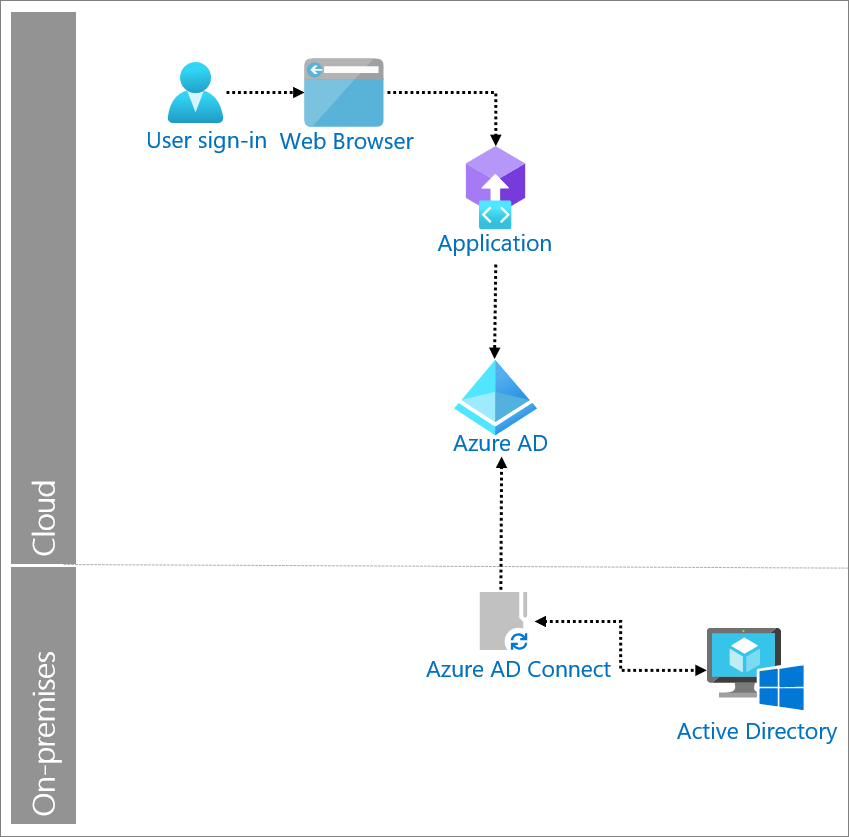 User sign-in
Web Browser
Application
Azure AD
Cloud
Azure AD Connect
Active Directory
On-premises